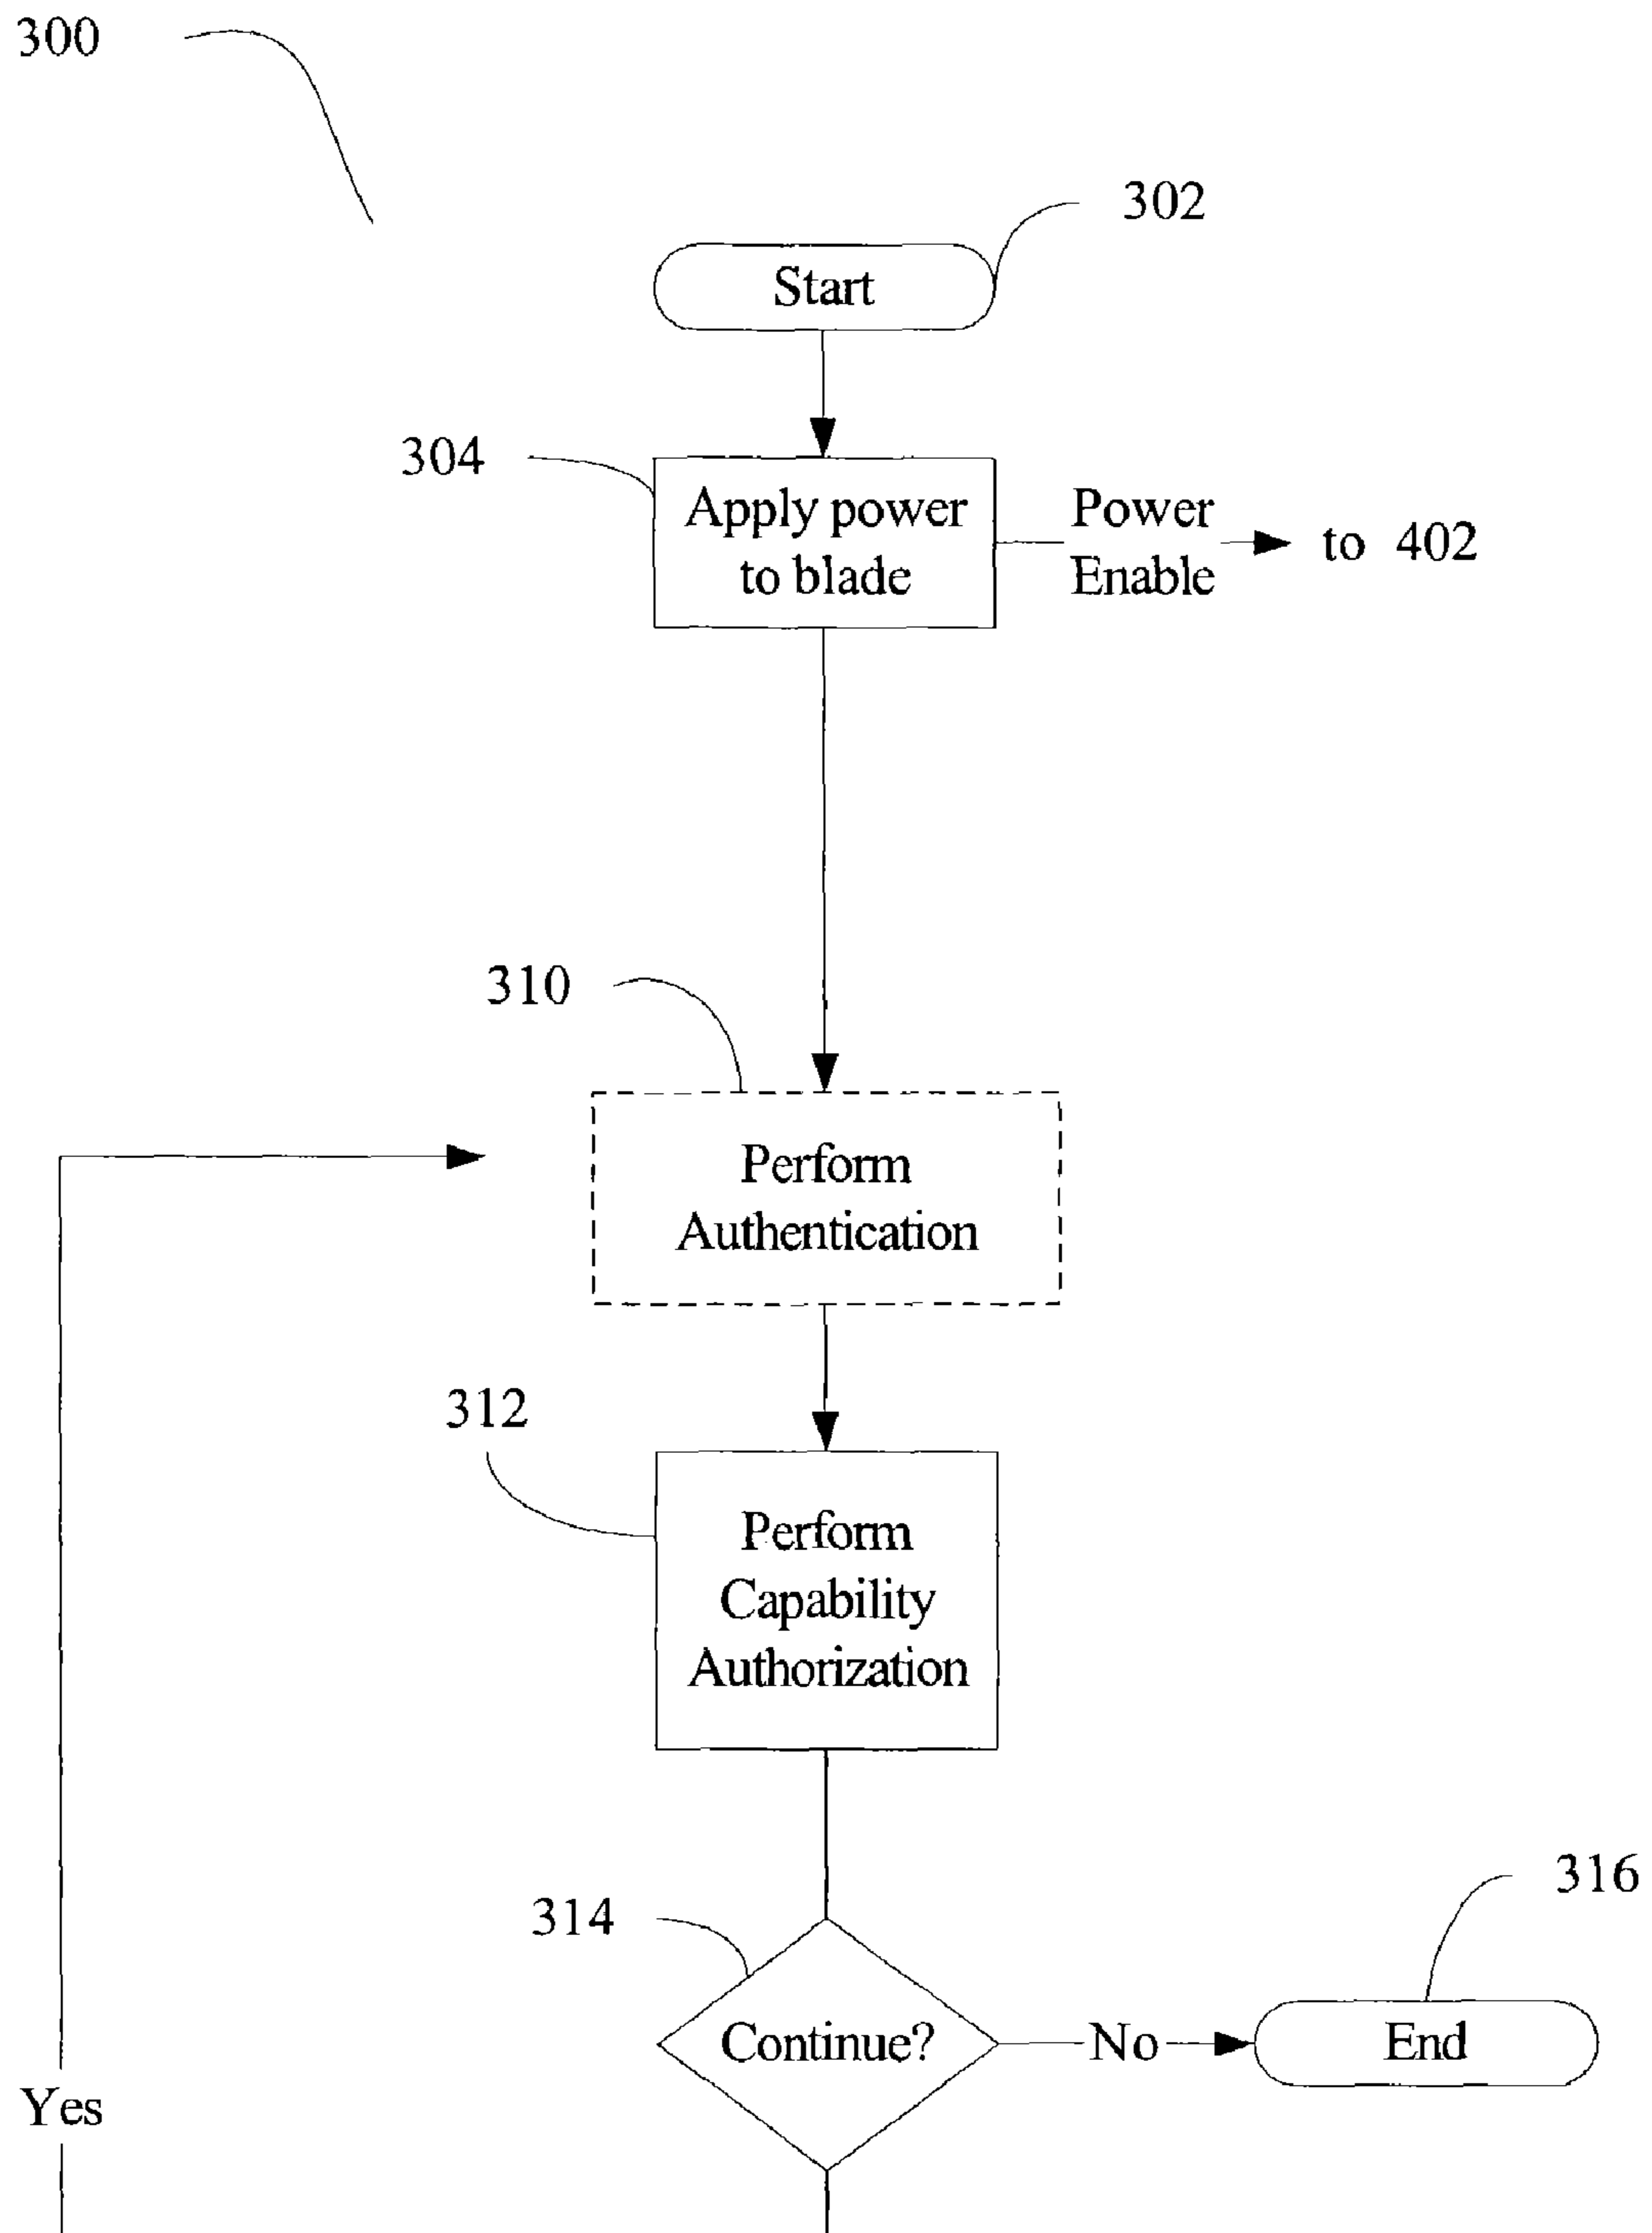 300
302
Start
304
Apply power
to blade
Power
Enable
to 402
310
Perform
Authentication
312
Perform
Capability
Authorization
314
316
Continue?
No
End
Yes